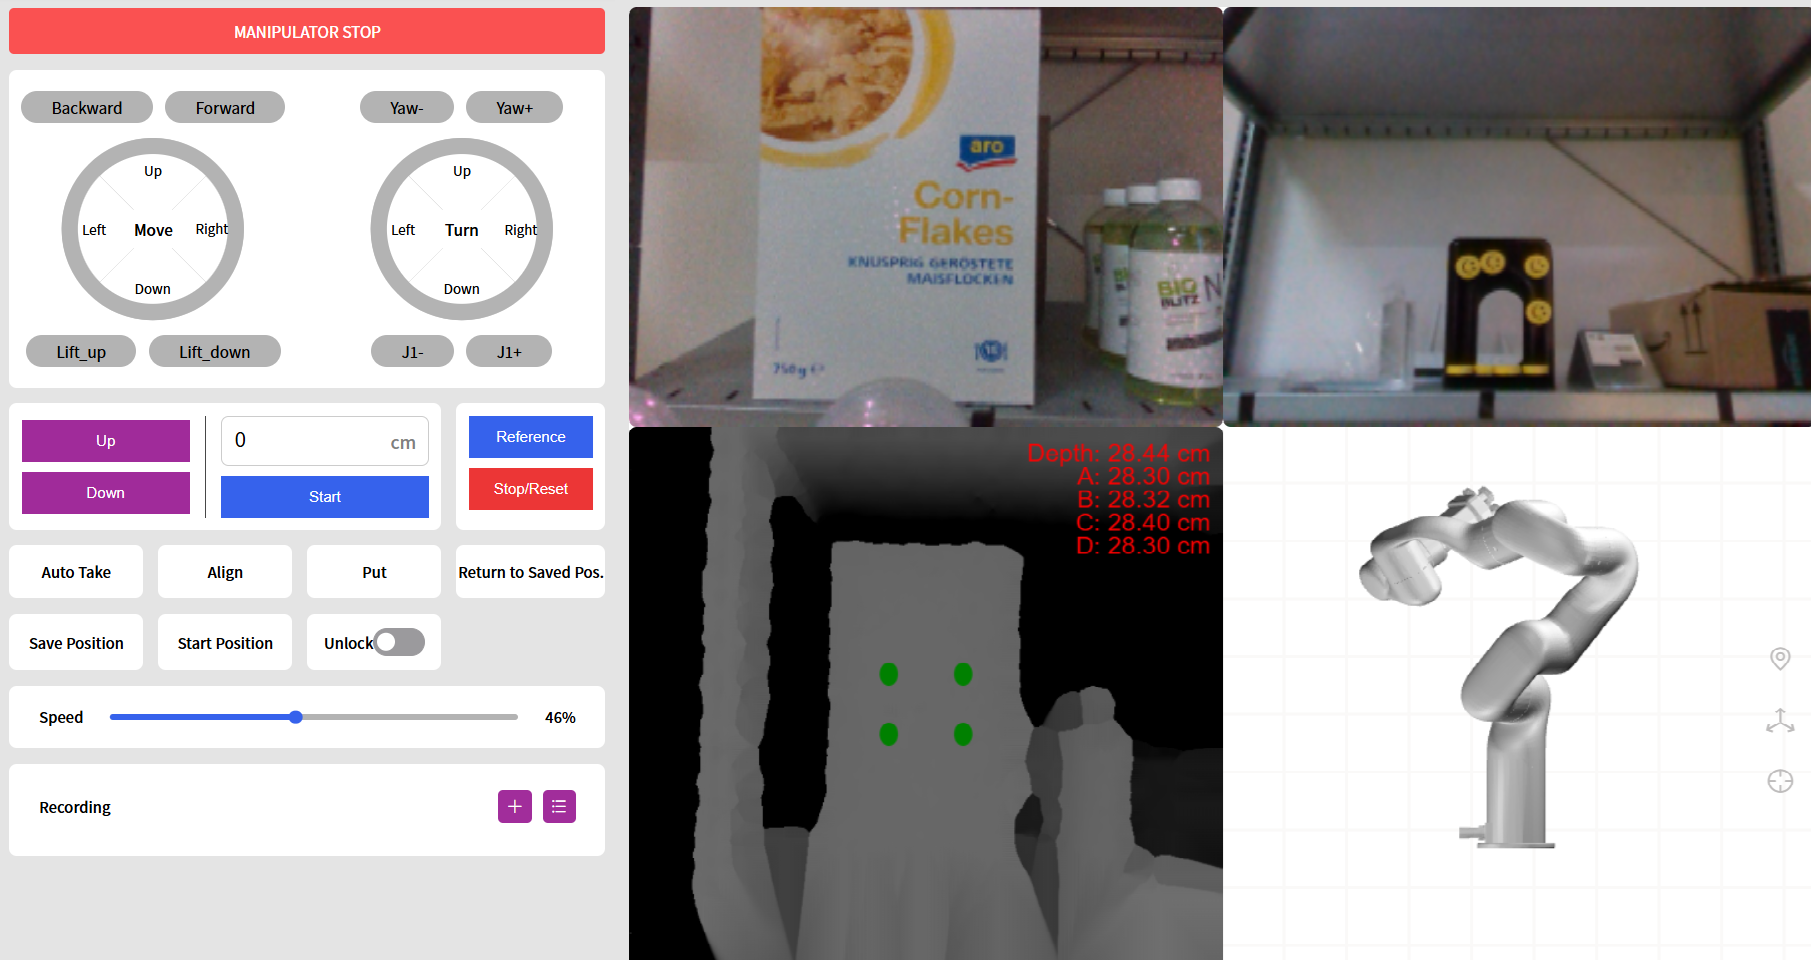 MANIPULATOR STOP
Backward
Forward
Yaw-
Yaw+
Up
Left
Move
Right
Down
Up
Left
Turn
Right
Down
Lift_up
Lift_down
J1-
J1+
Up
Down
0
cm
Start
Reference
Stop/Reset
Auto Take
Align
Put
Return to Saved Pos.
Save Position
Start Position
Unlock
Speed
46%
Recording
aro
Corn-
Flakes
KNUSPRIG GERÖSTETE
MAISFLOCKEN
750g e
BIO
BLITZ
N
Depth: 28.44 cm
A: 28.30 cm
B: 28.32 cm
C: 28.40 cm
D: 28.30 cm